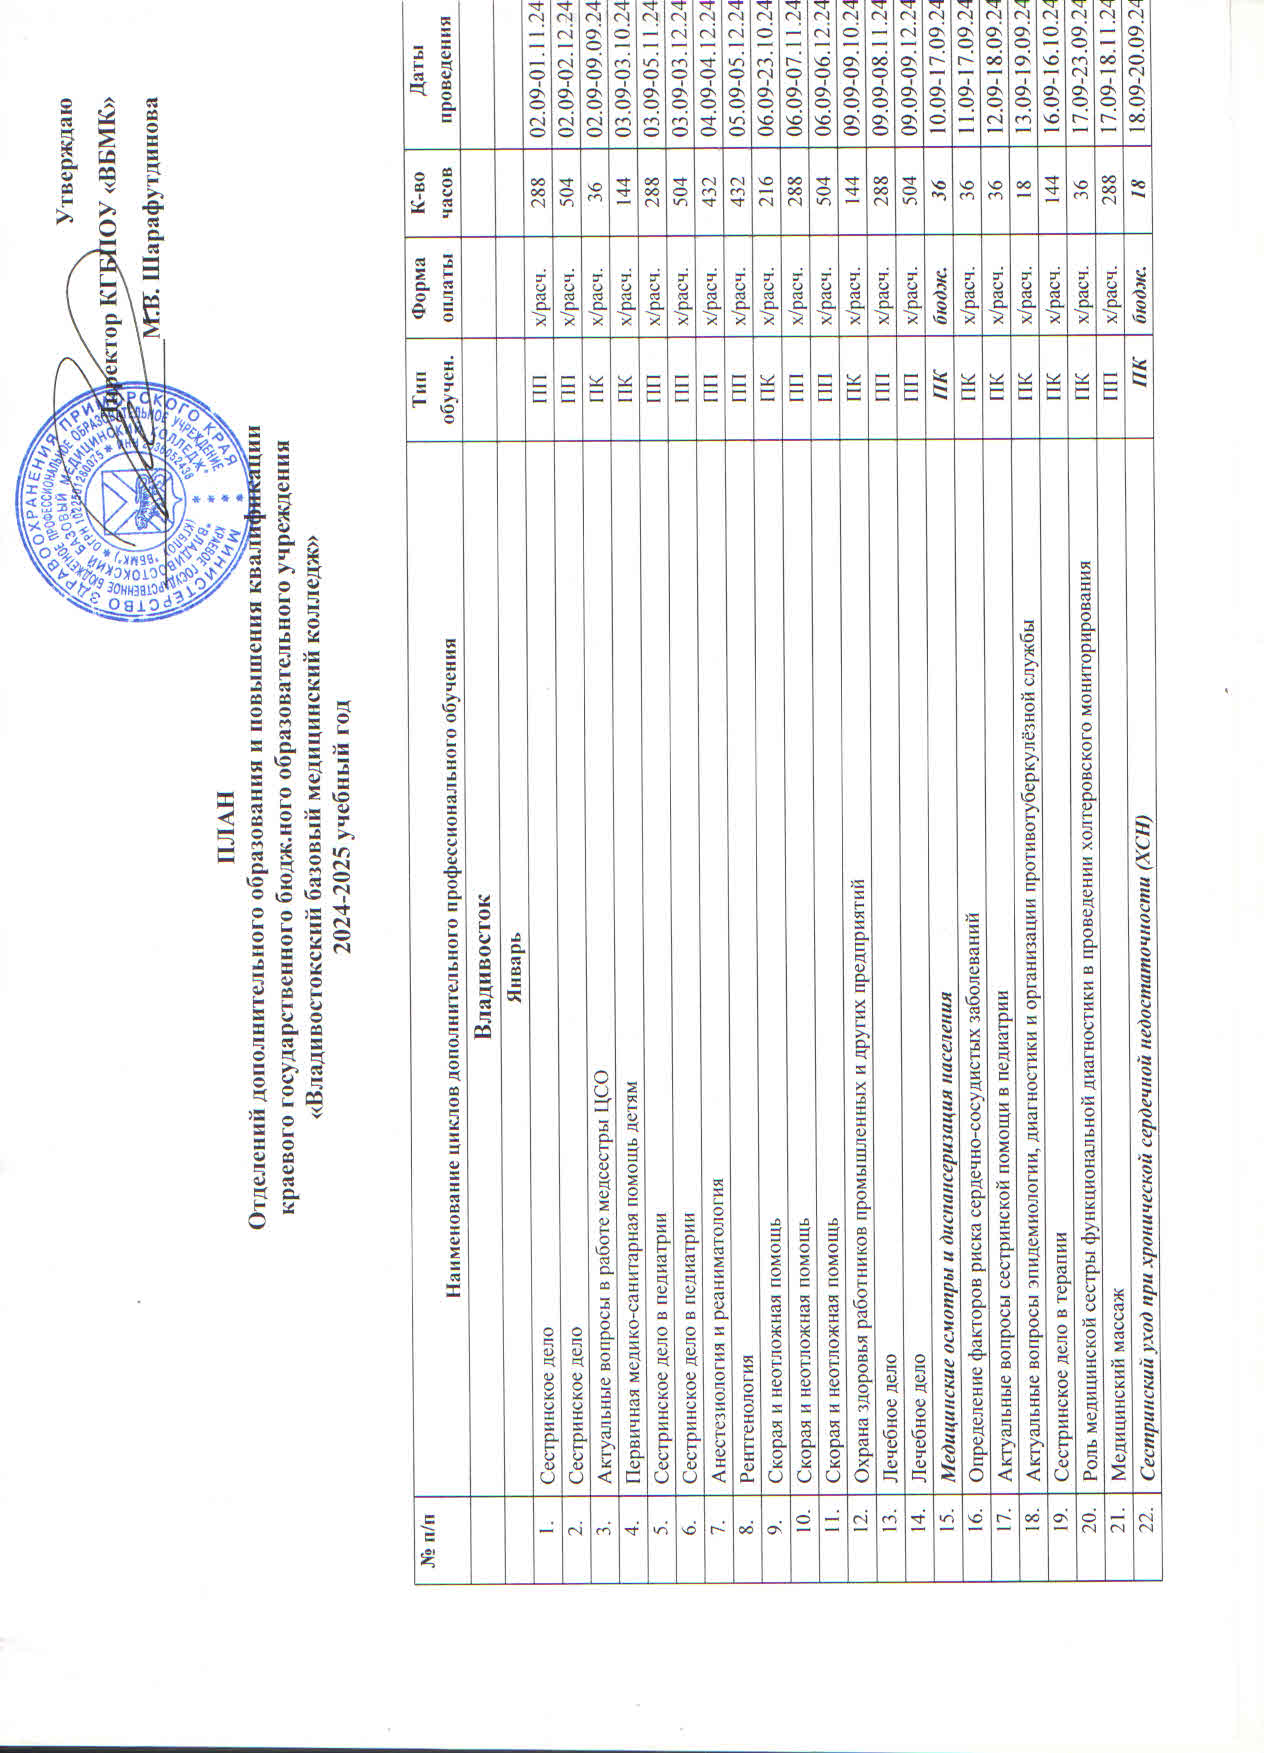 Утверждаю
Директор КГБПОУ «ВБМК»
М.В. Шарафутдинова
МИНИСТЕРСТВО ЗДРАВООХРАНЕНИЯ ПРИМОРСКОГО КРАЯ
КРАЕВОЕ ГОСУДАРСТВЕННОЕ БЮДЖЕТНОЕ ПРОФЕССИОНАЛЬНОЕ ОБРАЗОВАТЕЛЬНОЕ УЧРЕЖДЕНИЕ
"ВЛАДИВОСТОКСКИЙ БАЗОВЫЙ МЕДИЦИНСКИЙ КОЛЛЕДЖ"
(КГБПОУ "ВБМК")
ПЛАН
Отделений дополнительного образования и повышения квалификации
краевого государственного бюдж.ного образовательного учреждения
«Владивостокский базовый медицинский колледж»
2024-2025 учебный год
№ п/п Наименование циклов дополнительного профессионального обучения Тип обучен. Форма оплаты К-во часов Даты проведения
Владивосток
Январь
1. Сестринское дело ПП х/расч. 288 02.09-01.11.24
2. Сестринское дело ПП х/расч. 504 02.09-02.12.24
3. Актуальные вопросы в работе медсестры ЦСО ПК х/расч. 36 02.09-09.09.24
4. Первичная медико-санитарная помощь детям ПК х/расч. 144 03.09-03.10.24
5. Сестринское дело в педиатрии ПП х/расч. 288 03.09-05.11.24
6. Сестринское дело в педиатрии ПП х/расч. 504 03.09-03.12.24
7. Анестезиология и реаниматология ПП х/расч. 432 04.09-04.12.24
8. Рентгенология ПП х/расч. 432 05.09-05.12.24
9. Скорая и неотложная помощь ПК х/расч. 216 06.09-23.10.24
10. Скорая и неотложная помощь ПП х/расч. 288 06.09-07.11.24
11. Скорая и неотложная помощь ПП х/расч. 504 06.09-06.12.24
12. Охрана здоровья работников промышленных и других предприятий ПК х/расч. 144 09.09-09.10.24
13. Лечебное дело ПП х/расч. 288 09.09-08.11.24
14. Лечебное дело ПП х/расч. 504 09.09-09.12.24
15. Медицинские осмотры и диспансеризация населения ПК бюдж. 36 10.09-17.09.24
16. Определение факторов риска сердечно-сосудистых заболеваний ПК х/расч. 36 11.09-17.09.24
17. Актуальные вопросы сестринской помощи в педиатрии ПК х/расч. 36 12.09-18.09.24
18. Актуальные вопросы эпидемиологии, диагностики и организации противотуберкулёзной службы ПК х/расч. 18 13.09-19.09.24
19. Сестринское дело в терапии ПК х/расч. 144 16.09-16.10.24
20. Роль медицинской сестры функциональной диагностики в проведении холтеровского мониторирования ПК х/расч. 36 17.09-23.09.24
21. Медицинский массаж ПП х/расч. 288 17.09-18.11.24
22. Сестринский уход при хронической сердечной недостаточности (ХСН) ПК бюдж. 18 18.09-20.09.24